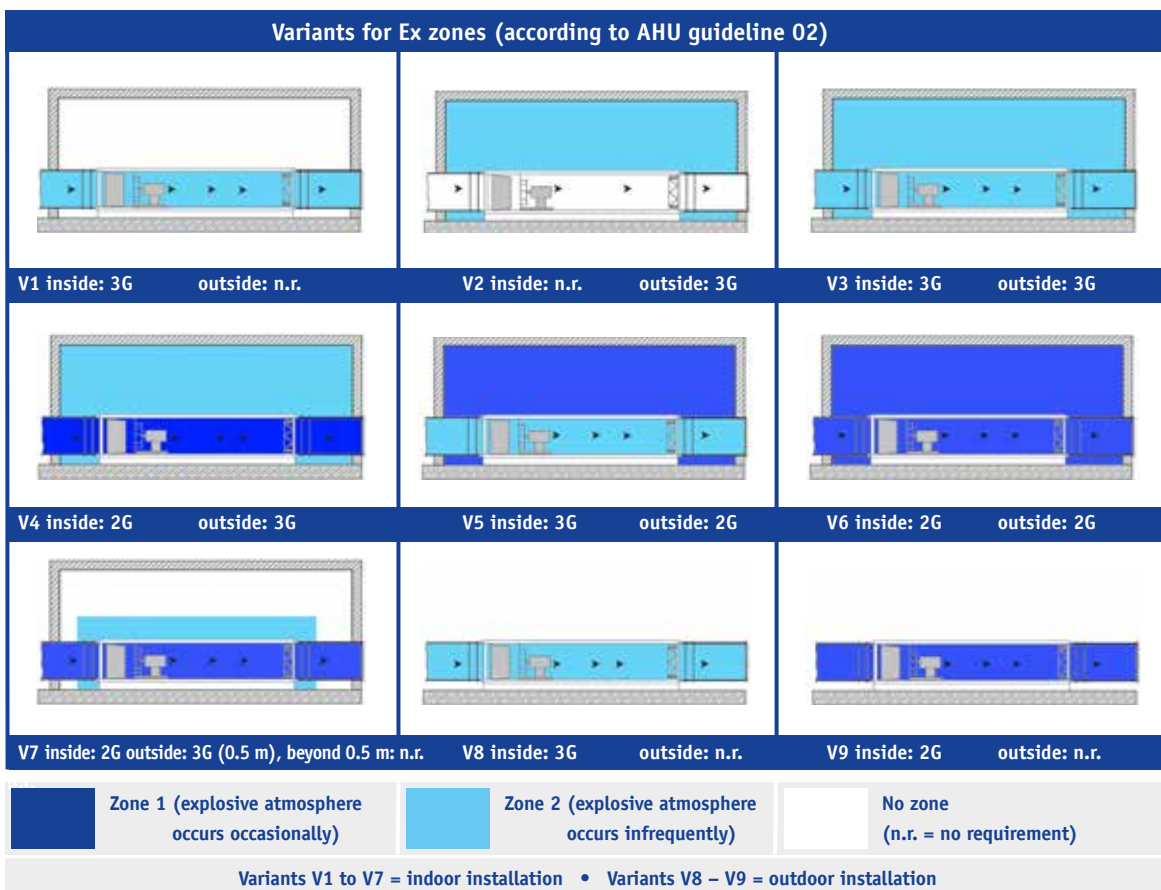 Variants for Ex zones (according to AHU guideline 02)
V1 inside: 3G outside: n.r.
V2 inside: n.r. outside: 3G
V3 inside: 3G outside: 3G
V4 inside: 2G outside: 3G
V5 inside: 3G outside: 2G
V6 inside: 2G outside: 2G
V7 inside: 2G outside: 3G (0.5 m), beyond 0.5 m: n.r.
V8 inside: 3G outside: n.r.
V9 inside: 2G outside: n.r.
Zone 1 (explosive atmosphere
occurs occasionally)
Zone 2 (explosive atmosphere
occurs infrequently)
No zone
(n.r. = no requirement)
Variants V1 to V7 = indoor installation • Variants V8 – V9 = outdoor installation